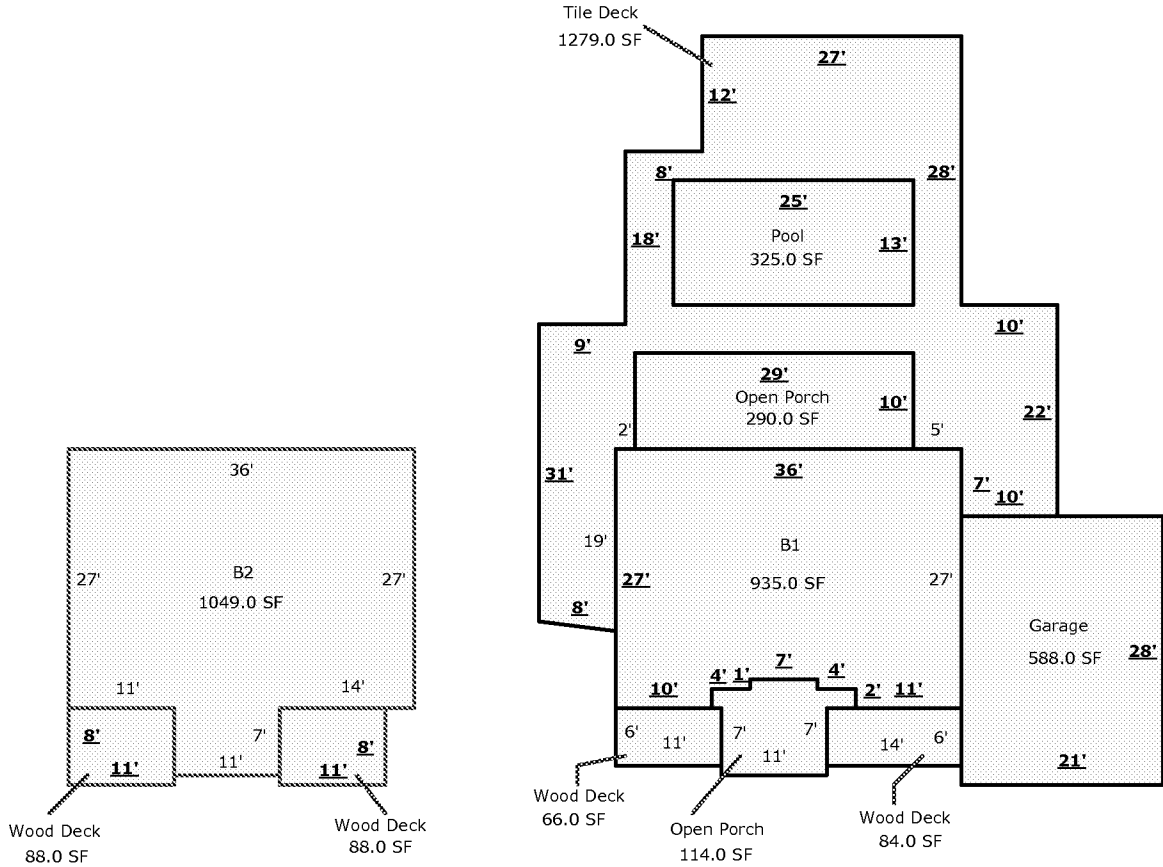 Tile Deck
1279.0 SF
27'
12'
8'
28'
25'
Pool
325.0 SF
13'
18'
10'
9'
29'
Open Porch
290.0 SF
10'
22'
2'
5'
31'
36'
7'
10'
19'
B1
935.0 SF
27'
27'
8'
Garage
588.0 SF
28'
21'
7'
4'
1'
4'
10'
2'
11'
6'
11'
7'
7'
11'
14'
6'
Wood Deck
66.0 SF
Open Porch
114.0 SF
Wood Deck
84.0 SF
36'
27'
B2
1049.0 SF
27'
11'
14'
8'
11'
7'
11'
8'
11'
Wood Deck
88.0 SF
Wood Deck
88.0 SF